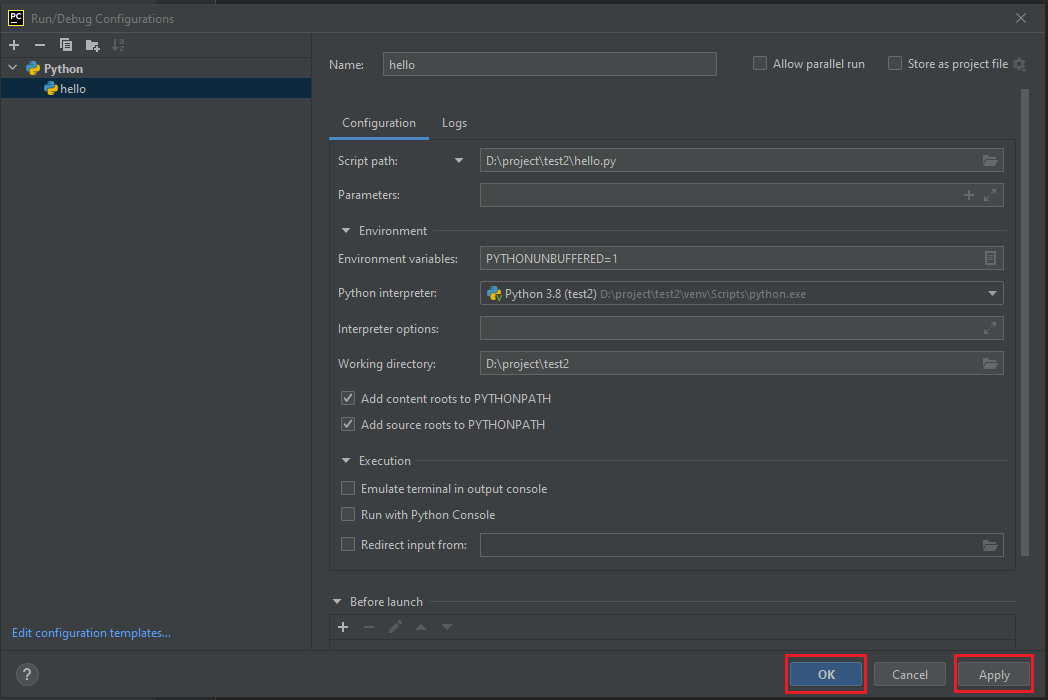 PC Run/Debug Configurations
Python
hello
Name: hello Allow parallel run Store as project file
Configuration Logs
Script path: D:\project\test2\hello.py
Parameters:
Environment
Environment variables: PYTHONUNBUFFERED=1
Python interpreter: Python 3.8 (test2) D:\project\test2\venv\Scripts\python.exe
Interpreter options:
Working directory: D:\project\test2
Add content roots to PYTHONPATH
Add source roots to PYTHONPATH
Execution
Emulate terminal in output console
Run with Python Console
Redirect input from:
Before launch
Edit configuration templates...
? OK Cancel Apply